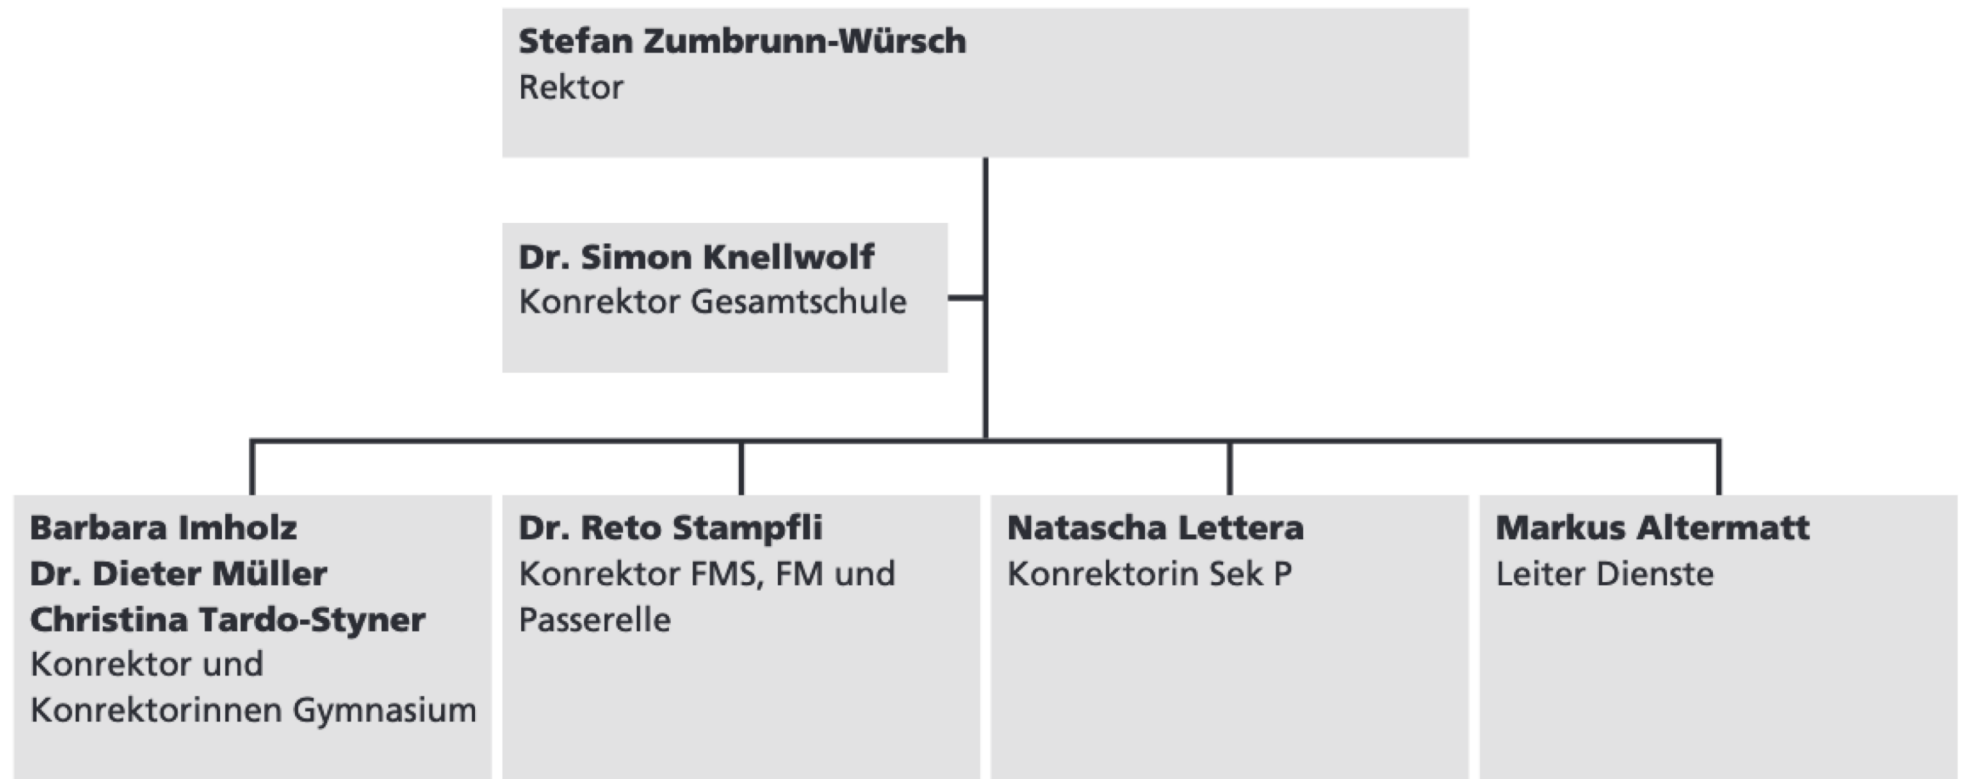 Stefan Zumbrunn-Würsch
Rektor
Dr. Simon Knellwolf
Konrektor Gesamtschule
Barbara Imholz
Dr. Dieter Müller
Christina Tardo-Styner
Konrektor und
Konrektorinnen Gymnasium
Dr. Reto Stampfli
Konrektor FMS, FM und
Passerelle
Natascha Lettera
Konrektorin Sek P
Markus Altermatt
Leiter Dienste